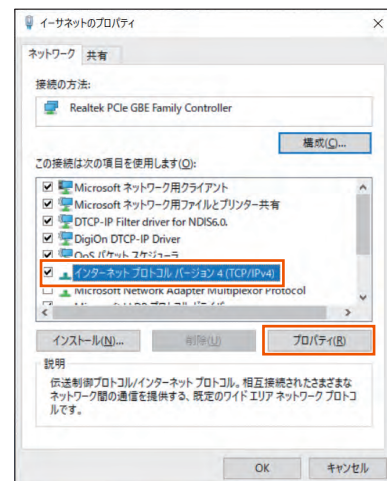 イーサネットのプロパティ
ネットワーク 共有
接続の方法:
Realtek PCIe GBE Family Controller
構成(C)...
この接続は次の項目を使用します(O):
Microsoft ネットワーク用クライアント
Microsoft ネットワーク用ファイルとプリンター共有
DTCP-IP Filter driver for NDIS6.0.
DigiOn DTCP-IP Driver
QoS パケット スケジューラ
インターネット プロトコル バージョン 4 (TCP/IPv4)
Microsoft Network Adapter Multiplexor Protocol
インストール(N)... 削除(U) プロパティ(R)
説明
伝送制御プロトコル/インターネット プロトコル。相互接続されたさまざまな
ネットワーク間の通信を提供する、既定のワイド エリア ネットワーク プロトコ
ルです。
OK キャンセル